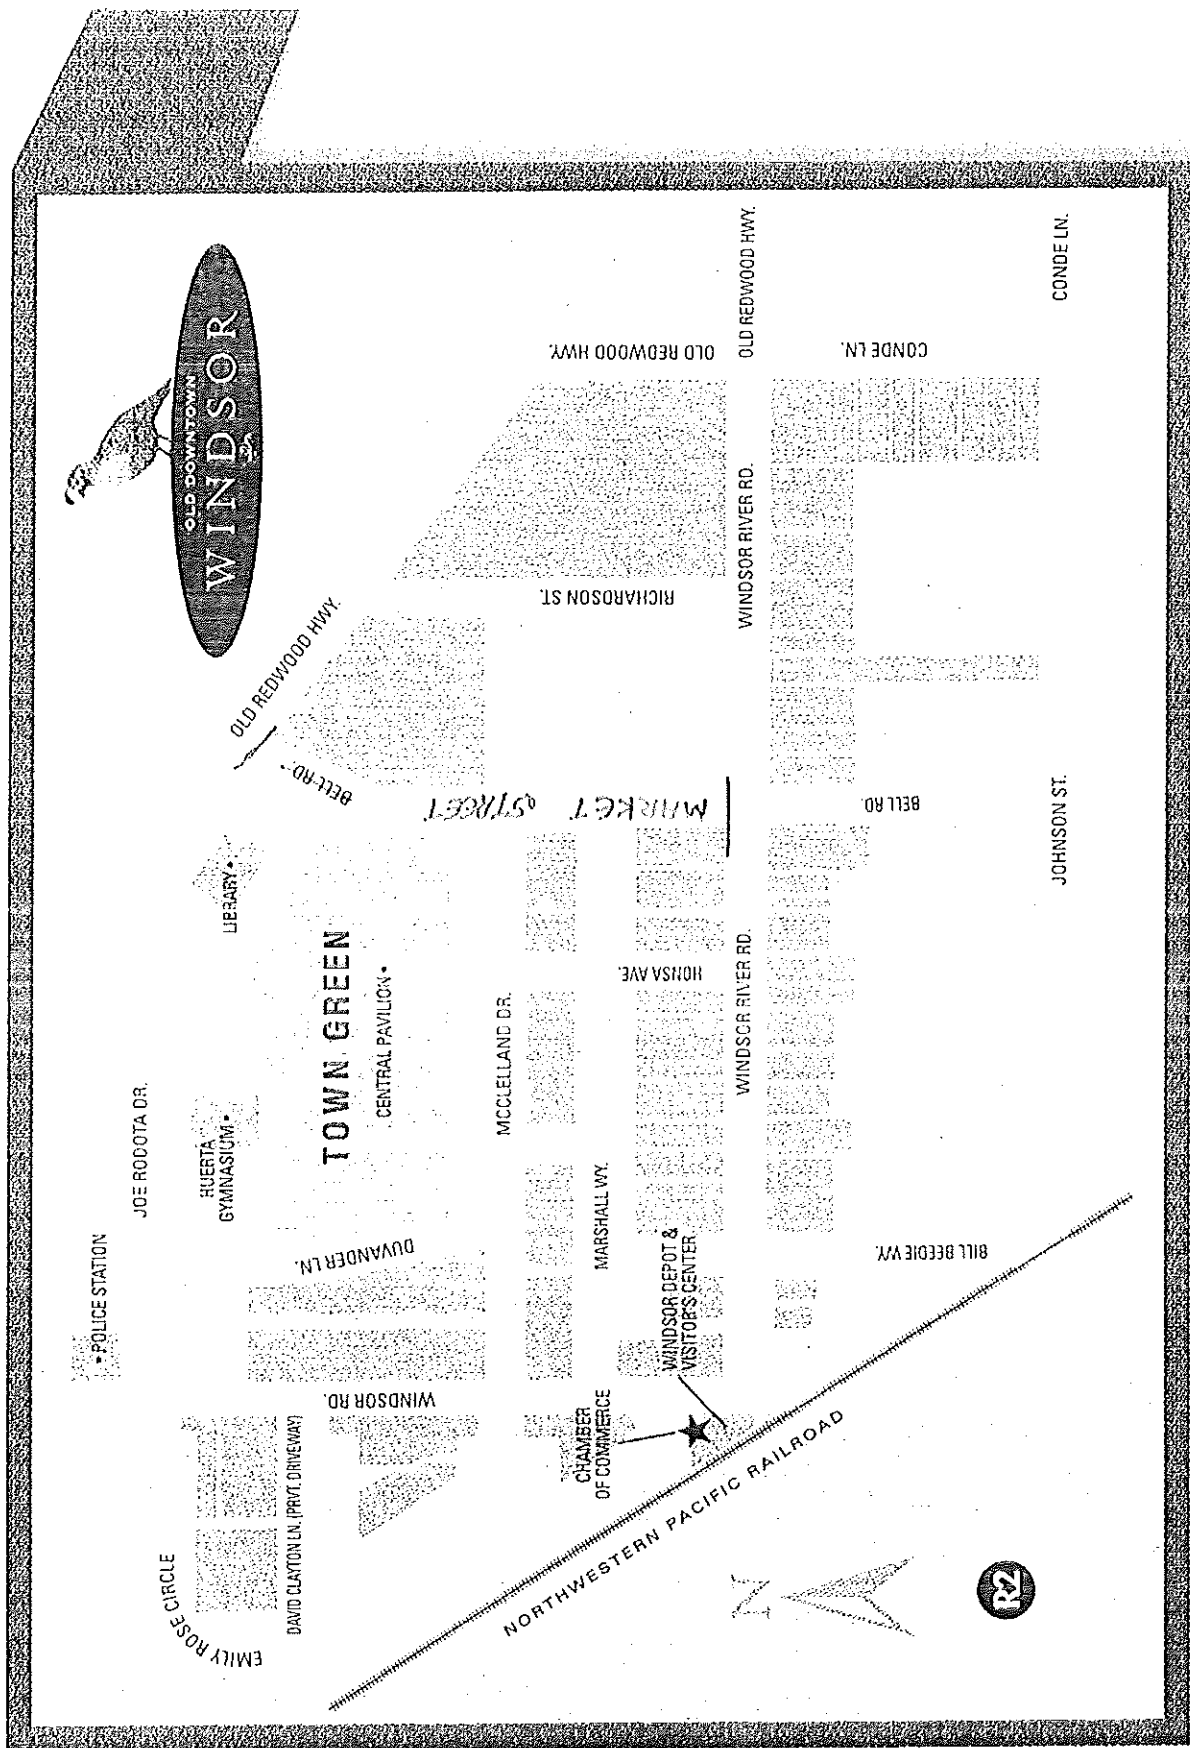 OLD DOWNTOWN
WINDSOR
EMILY ROSE CIRCLE
DAVID CLAYTON LN. (PRVT. DRIVEWAY)
• POLICE STATION
JOE RODOTA DR.
HUERTA
GYMNASIUM •
LIBRARY •
OLD REDWOOD HWY.
BELL RD.
TOWN GREEN
CENTRAL PAVILION •
DUVANDER LN.
WINDSOR RD.
MCCLELLAND DR.
MARKET STREET
RICHARDSON ST.
OLD REDWOOD HWY.
MARSHALL WY.
HONSA AVE.
CHAMBER
OF COMMERCE
WINDSOR DEPOT &
VISITOR'S CENTER
WINDSOR RIVER RD.
WINDSOR RIVER RD.
OLD REDWOOD HWY.
NORTHWESTERN PACIFIC RAILROAD
BILL BEEDIE WY.
BELL RD.
CONDE LN.
JOHNSON ST.
CONDE LN.
N
R2